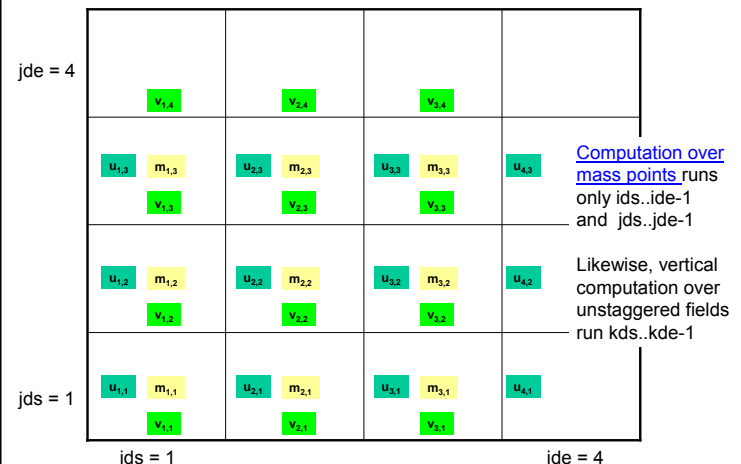 jde = 4
v1,4 v2,4 v3,4
u1,3 m1,3 u2,3 m2,3 u3,3 m3,3 u4,3
v1,3 v2,3 v3,3
u1,2 m1,2 u2,2 m2,2 u3,2 m3,2 u4,2
v1,2 v2,2 v3,2
jds = 1
u1,1 m1,1 u2,1 m2,1 u3,1 m3,1 u4,1
v1,1 v2,1 v3,1
ids = 1 ide = 4
Computation over
mass points runs
only ids..ide-1
and jds..jde-1
Likewise, vertical
computation over
unstaggered fields
run kds..kde-1